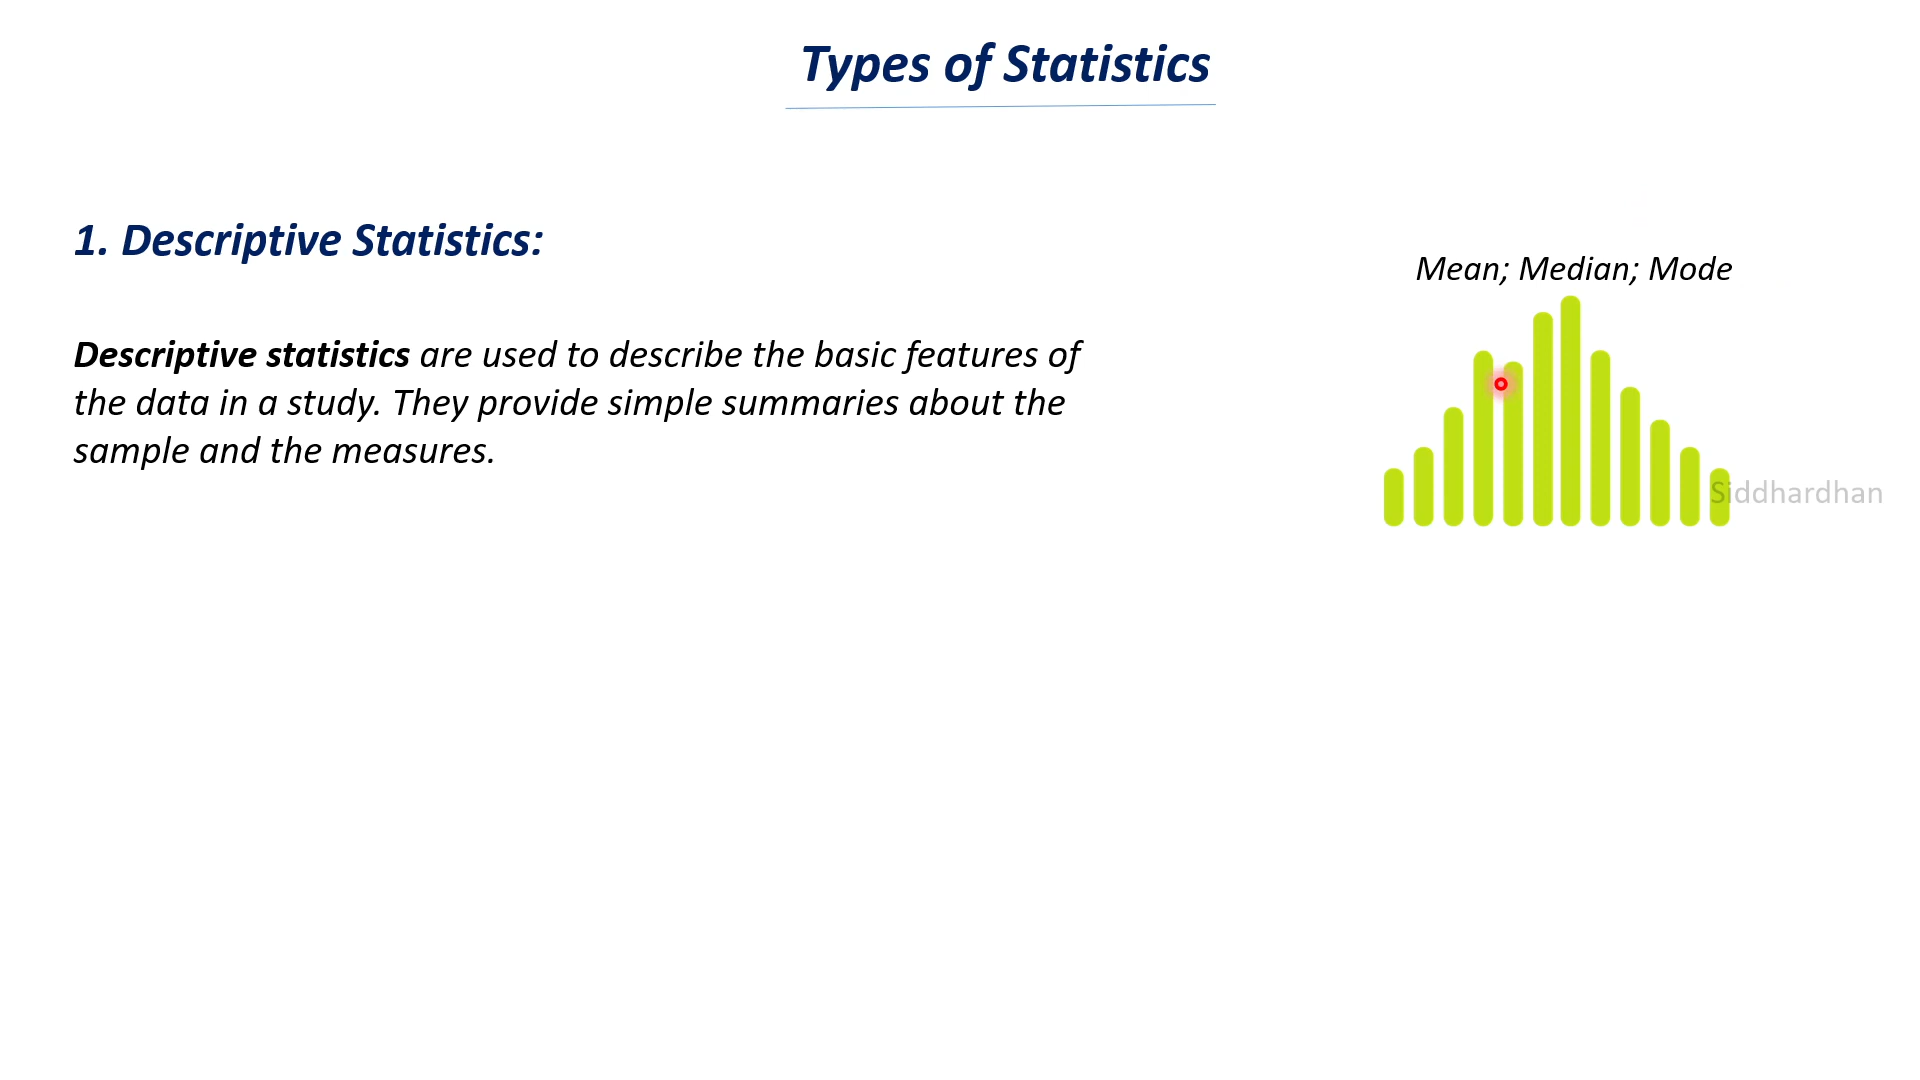 Types of Statistics
1. Descriptive Statistics:
Mean; Median; Mode
Descriptive statistics are used to describe the basic features of
the data in a study. They provide simple summaries about the
sample and the measures.
Siddhardhan